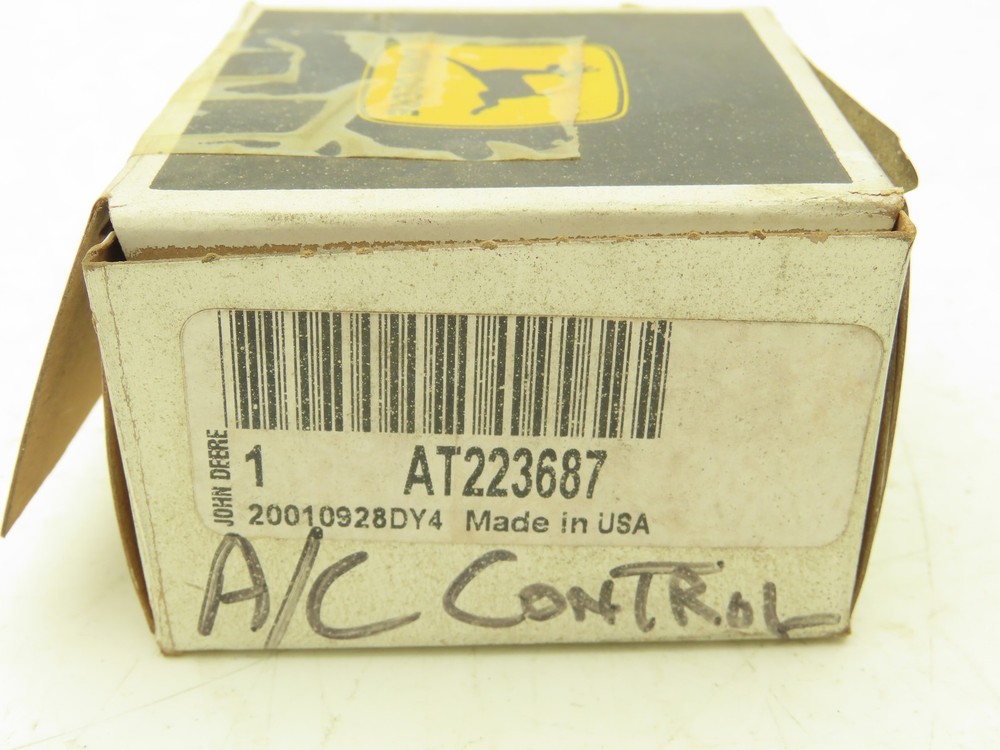 JOHN DEERE
1 AT223687
20010928DY4 Made in USA
A/C CONTROL